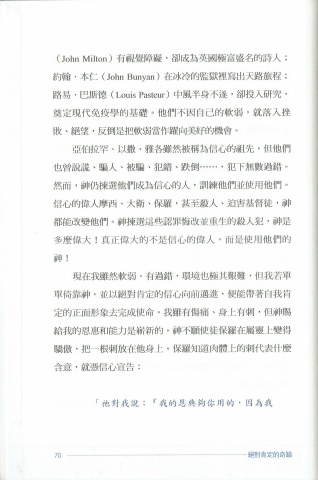 （John Milton）有視覺障礙，卻成為英國極富盛名的詩人；
約翰．本仁（John Bunyan）在冰冷的監獄裡寫出天路旅程；
路易．巴斯德（Louis Pasteur）中風半身不遂，卻投入研究，
奠定現代免疫學的基礎。他們不因自己的軟弱，就落入挫
敗、絕望，反倒是把軟弱當作躍向美好的機會。
亞伯拉罕、以撒、雅各雖然被稱為信心的祖先，但他們
也曾說謊、騙人、被騙、犯錯、跌倒……，犯下無數過錯。
然而，神仍揀選他們成為信心的人，訓練他們並使用他們。
信心的偉人摩西、大衛、保羅，甚至殺人、迫害基督徒，神
都能改變他們。神揀選這些認罪悔改並重生的殺人犯，神是
多麼偉大！真正偉大的不是信心的偉人，而是使用他們的
神！
現在我雖然軟弱、有過錯，環境也極其艱難，但我若單
單倚靠神，並以絕對肯定的信心向前邁進，便能帶著自我肯
定的正面形象去完成使命。我雖有傷痛、身上有刺，但神賜
給我的恩惠和能力是嶄新的。神不願使徒保羅在屬靈上變得
驕傲，把一根刺放在他身上。保羅知道肉體上的刺代表什麼
含意，就憑信心宣告：
「祂對我說：『我的恩典夠你用的，因為我
70 絕對肯定的奇蹟